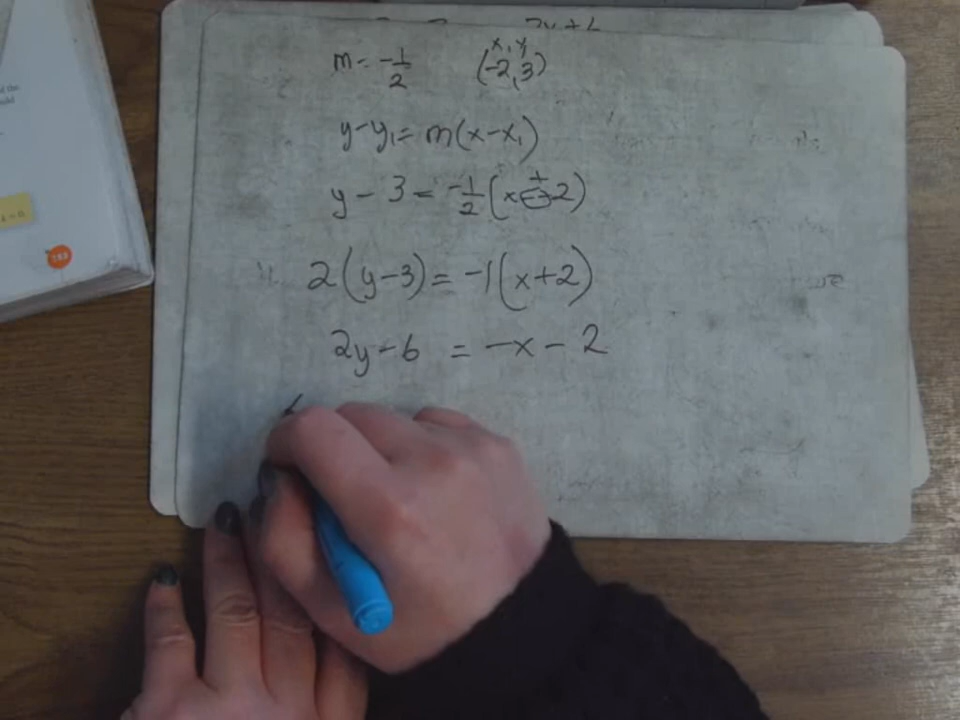 m = -1/2 (-2, 3)
x, y
y - y₁ = m(x - x₁)
y - 3 = -1/2 (x - -2)
+
2(y - 3) = -1(x + 2)
2y - 6 = -x - 2